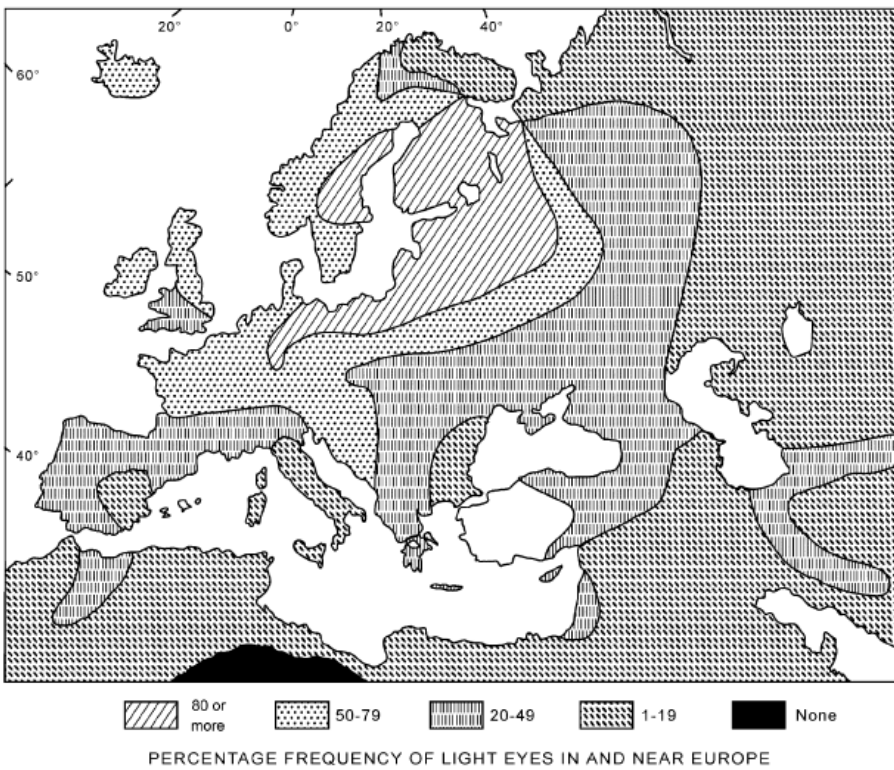 20° 0° 20° 40°
60°
50°
40°
80 or more 50-79 20-49 1-19 None
PERCENTAGE FREQUENCY OF LIGHT EYES IN AND NEAR EUROPE